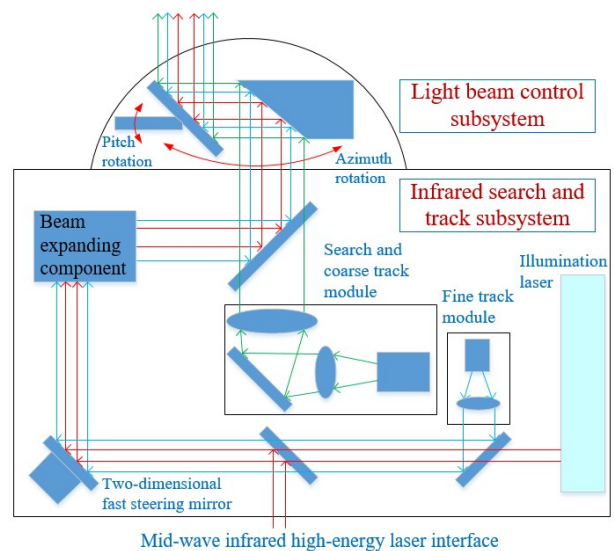 Light beam control
subsystem
Pitch
rotation
Azimuth
rotation
Infrared search and
track subsystem
Beam
expanding
component
Search and
coarse track
module
Illumination
laser
Fine track
module
Two-dimensional
fast steering mirror
Mid-wave infrared high-energy laser interface